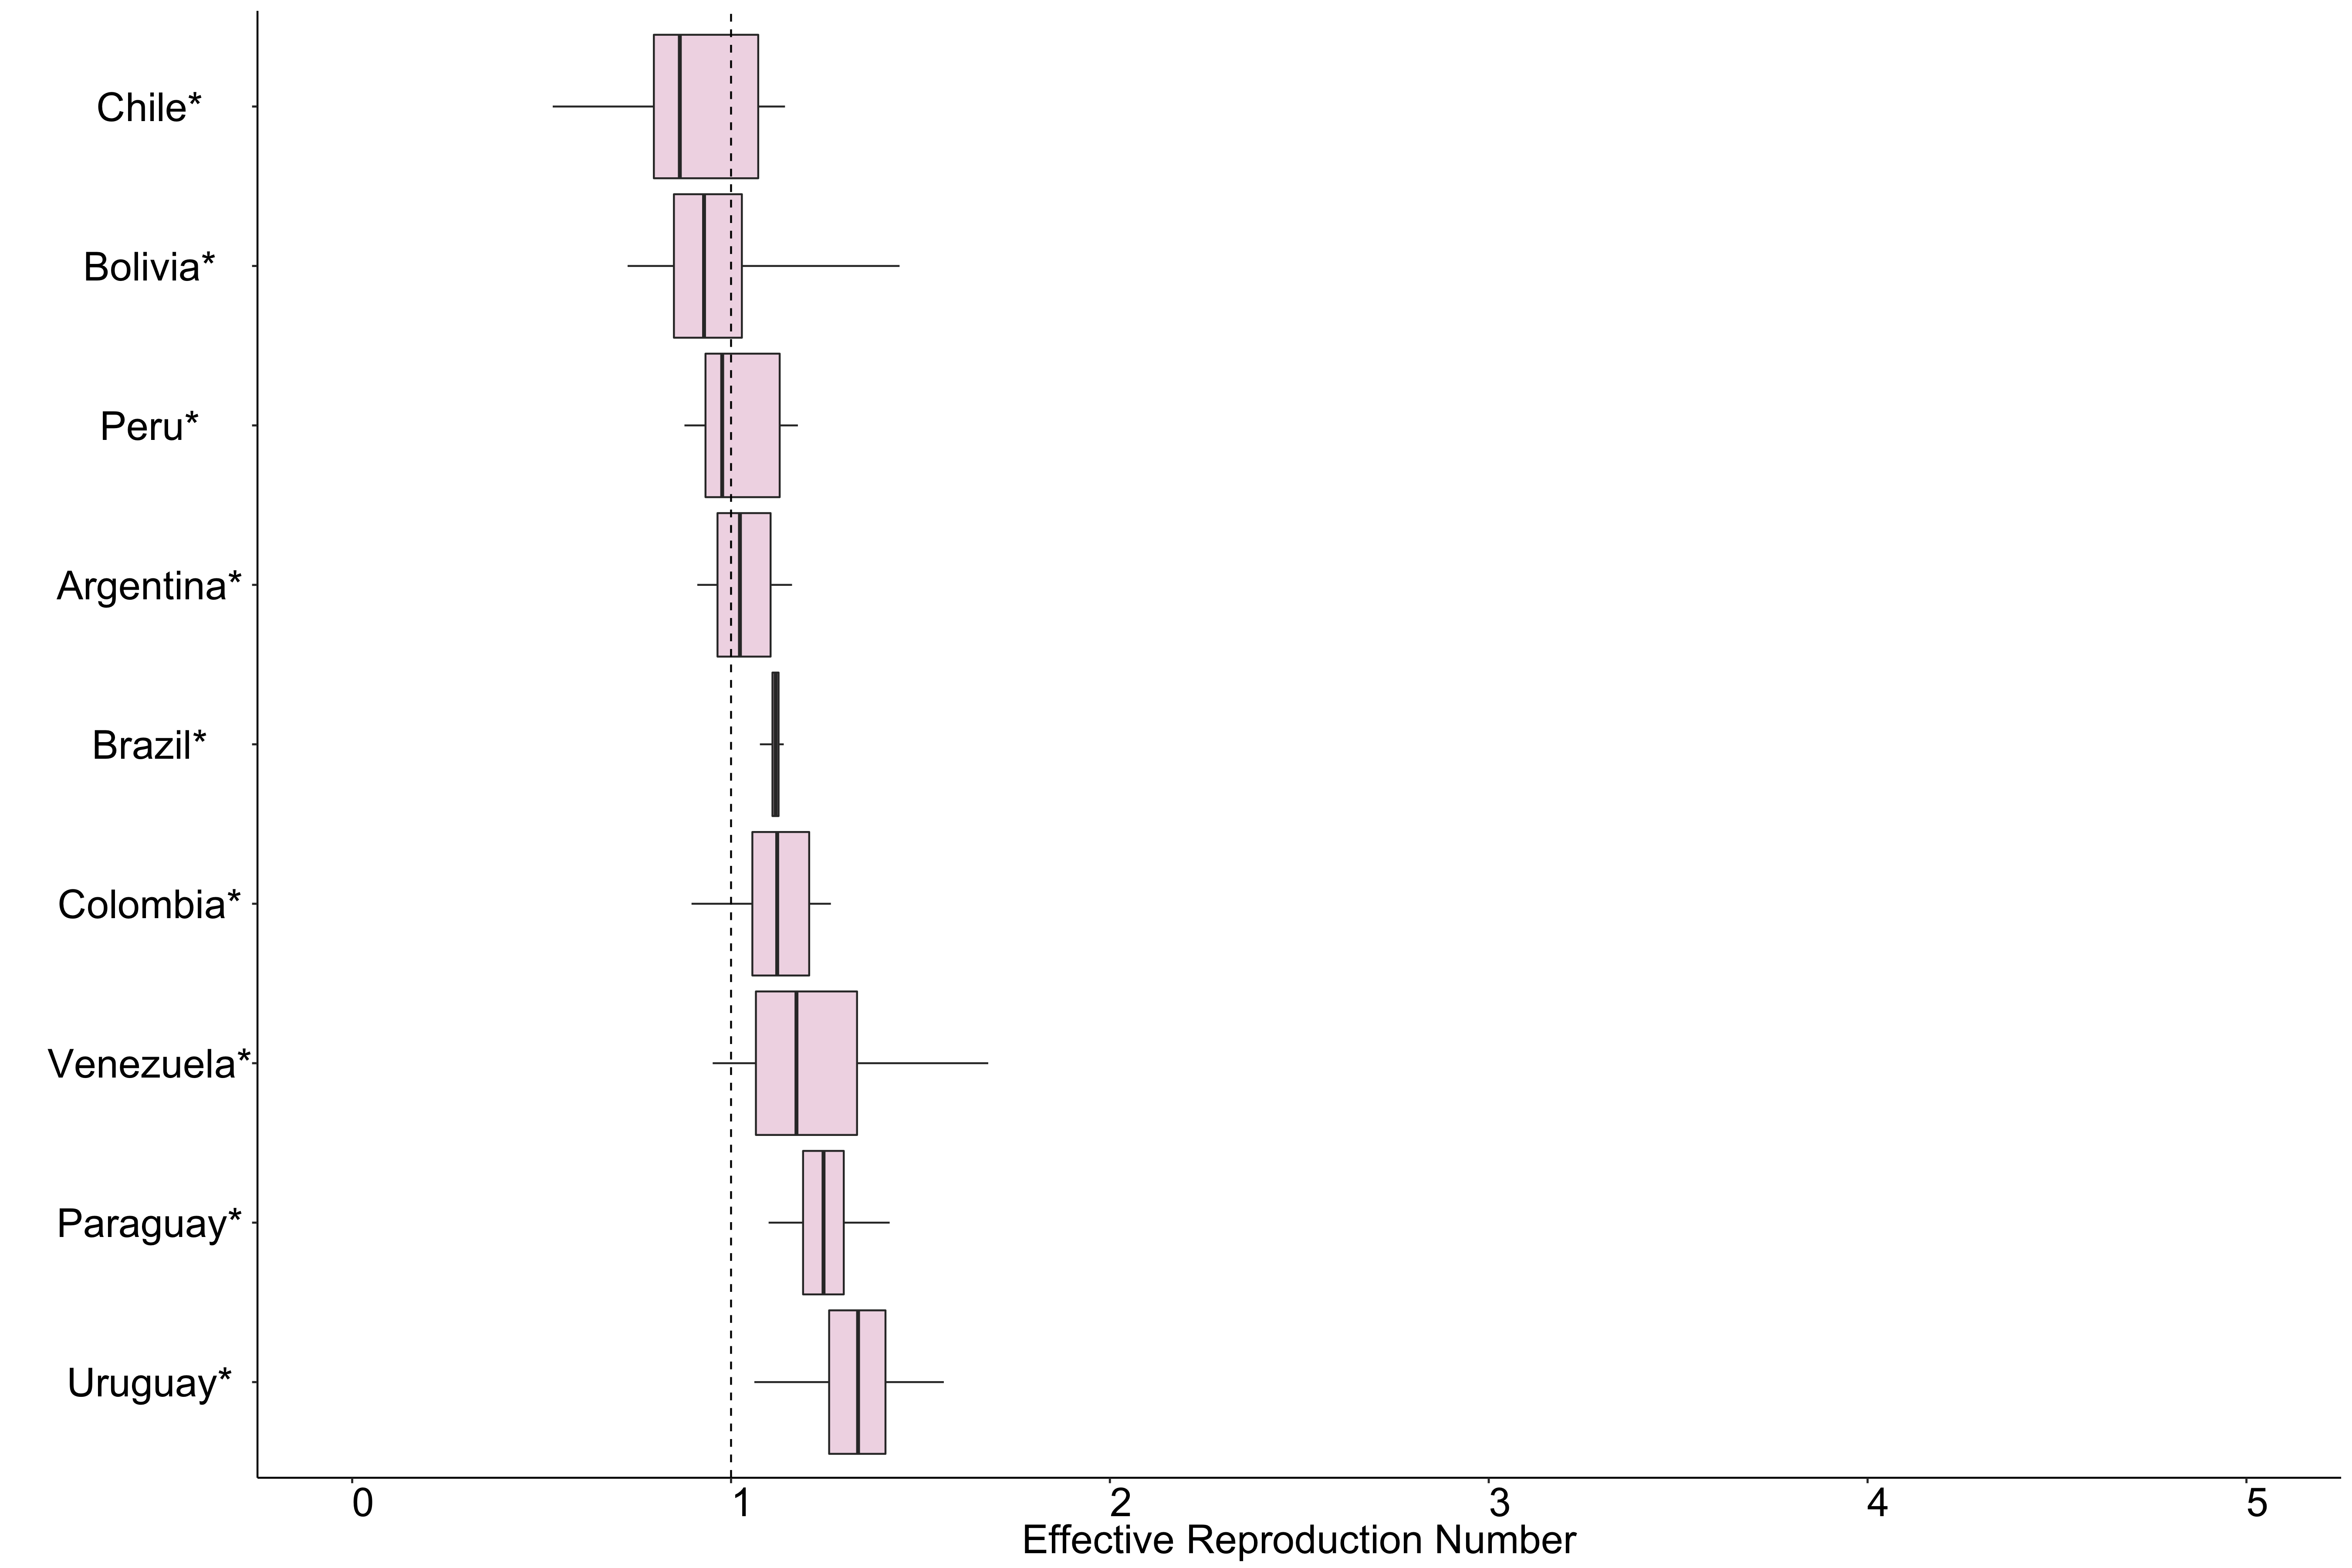 Chile*
Bolivia*
Peru*
Argentina*
Brazil*
Colombia*
Venezuela*
Paraguay*
Uruguay*
0 1 2 3 4 5
Effective Reproduction Number